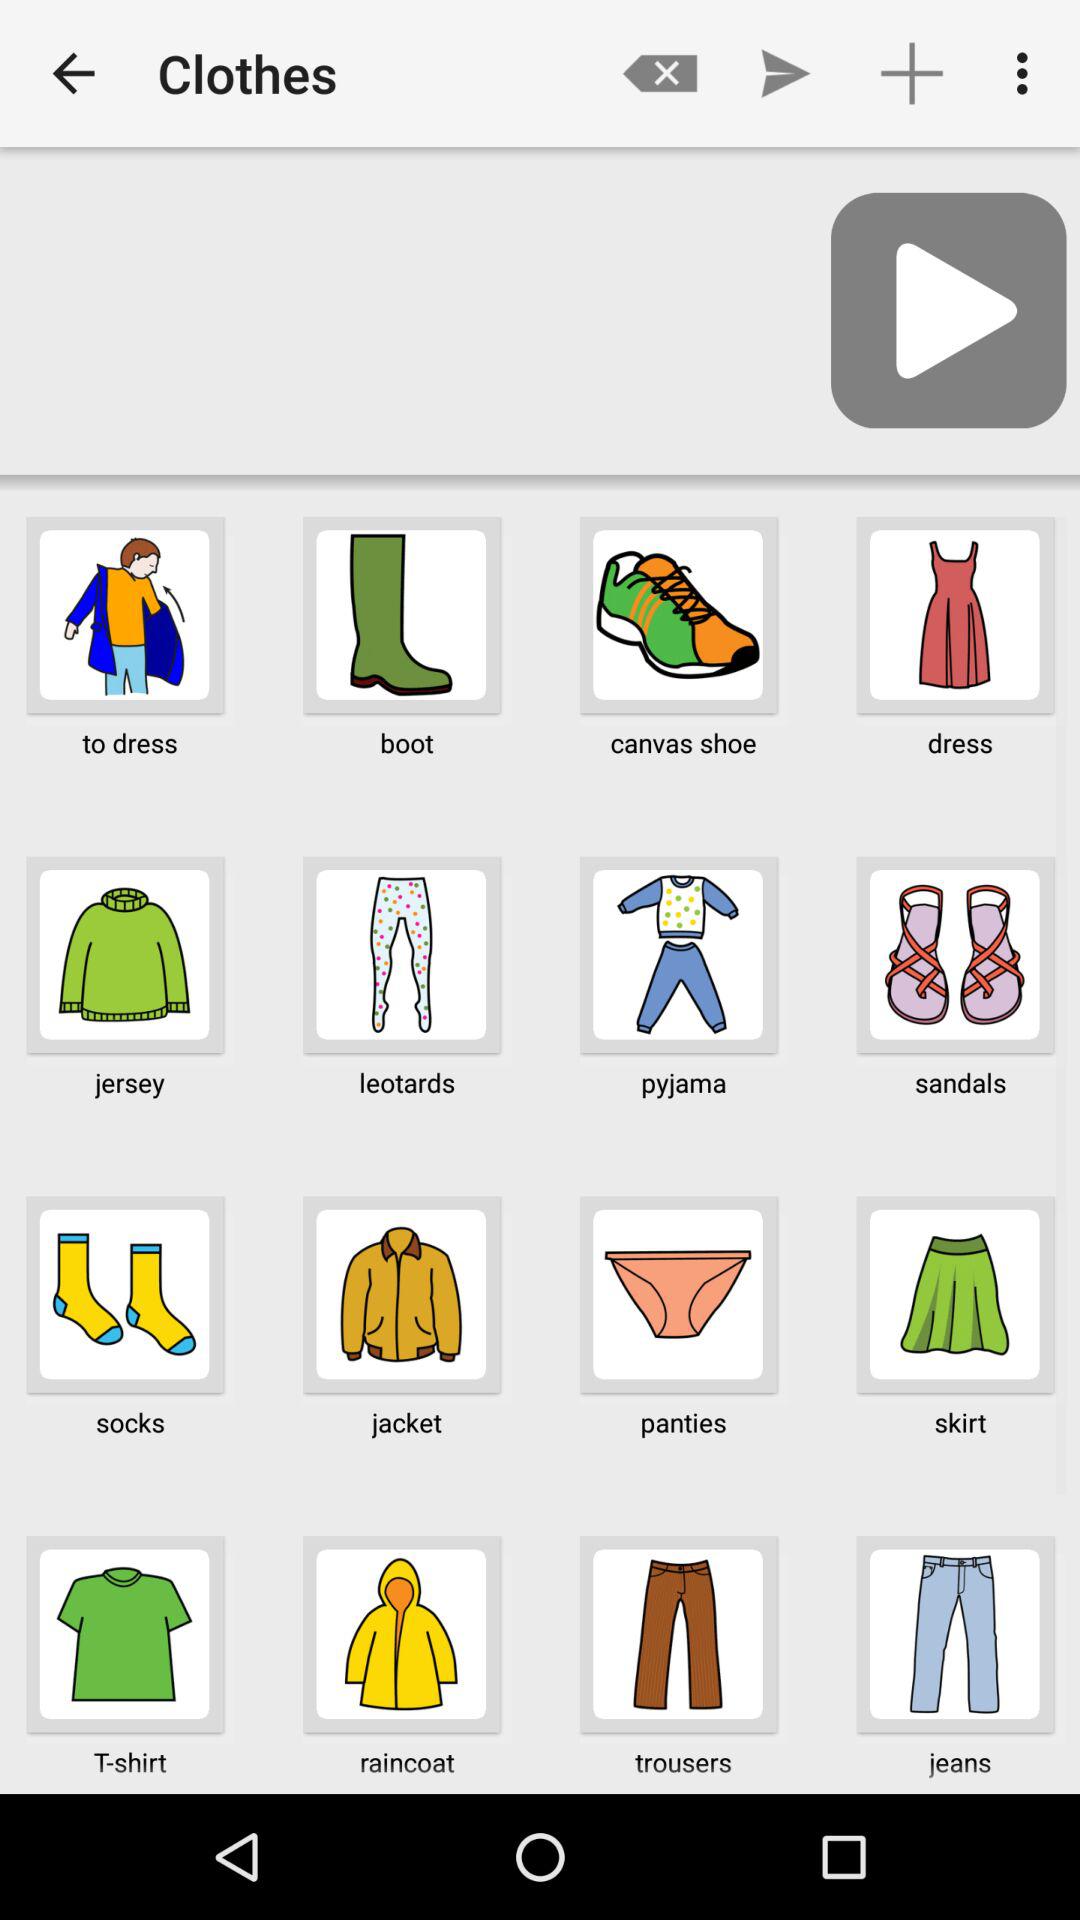 Clothes
to dress
boot
canvas shoe
dress
jersey
leotards
pyjama
sandals
socks
jacket
panties
skirt
T-shirt
raincoat
trousers
jeans